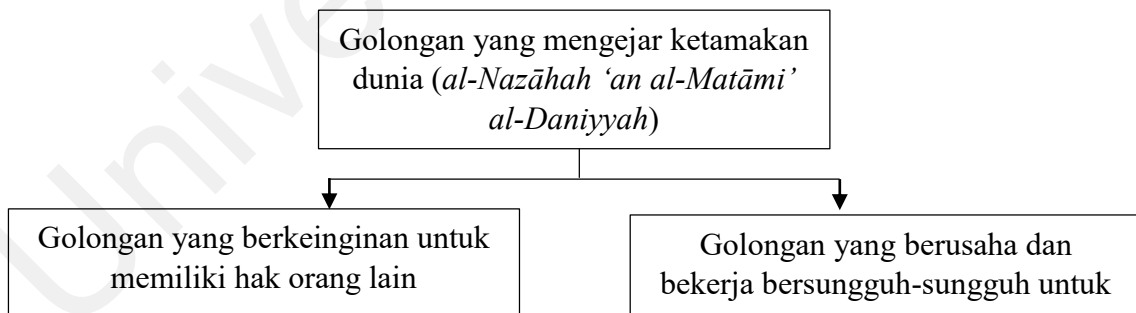 Golongan yang mengejar ketamakan
dunia (al-Nazāhah ‘an al-Matāmi’
al-Daniyyah)
Golongan yang berkeinginan untuk
memiliki hak orang lain
Golongan yang berusaha dan
bekerja bersungguh-sungguh untuk
Unive